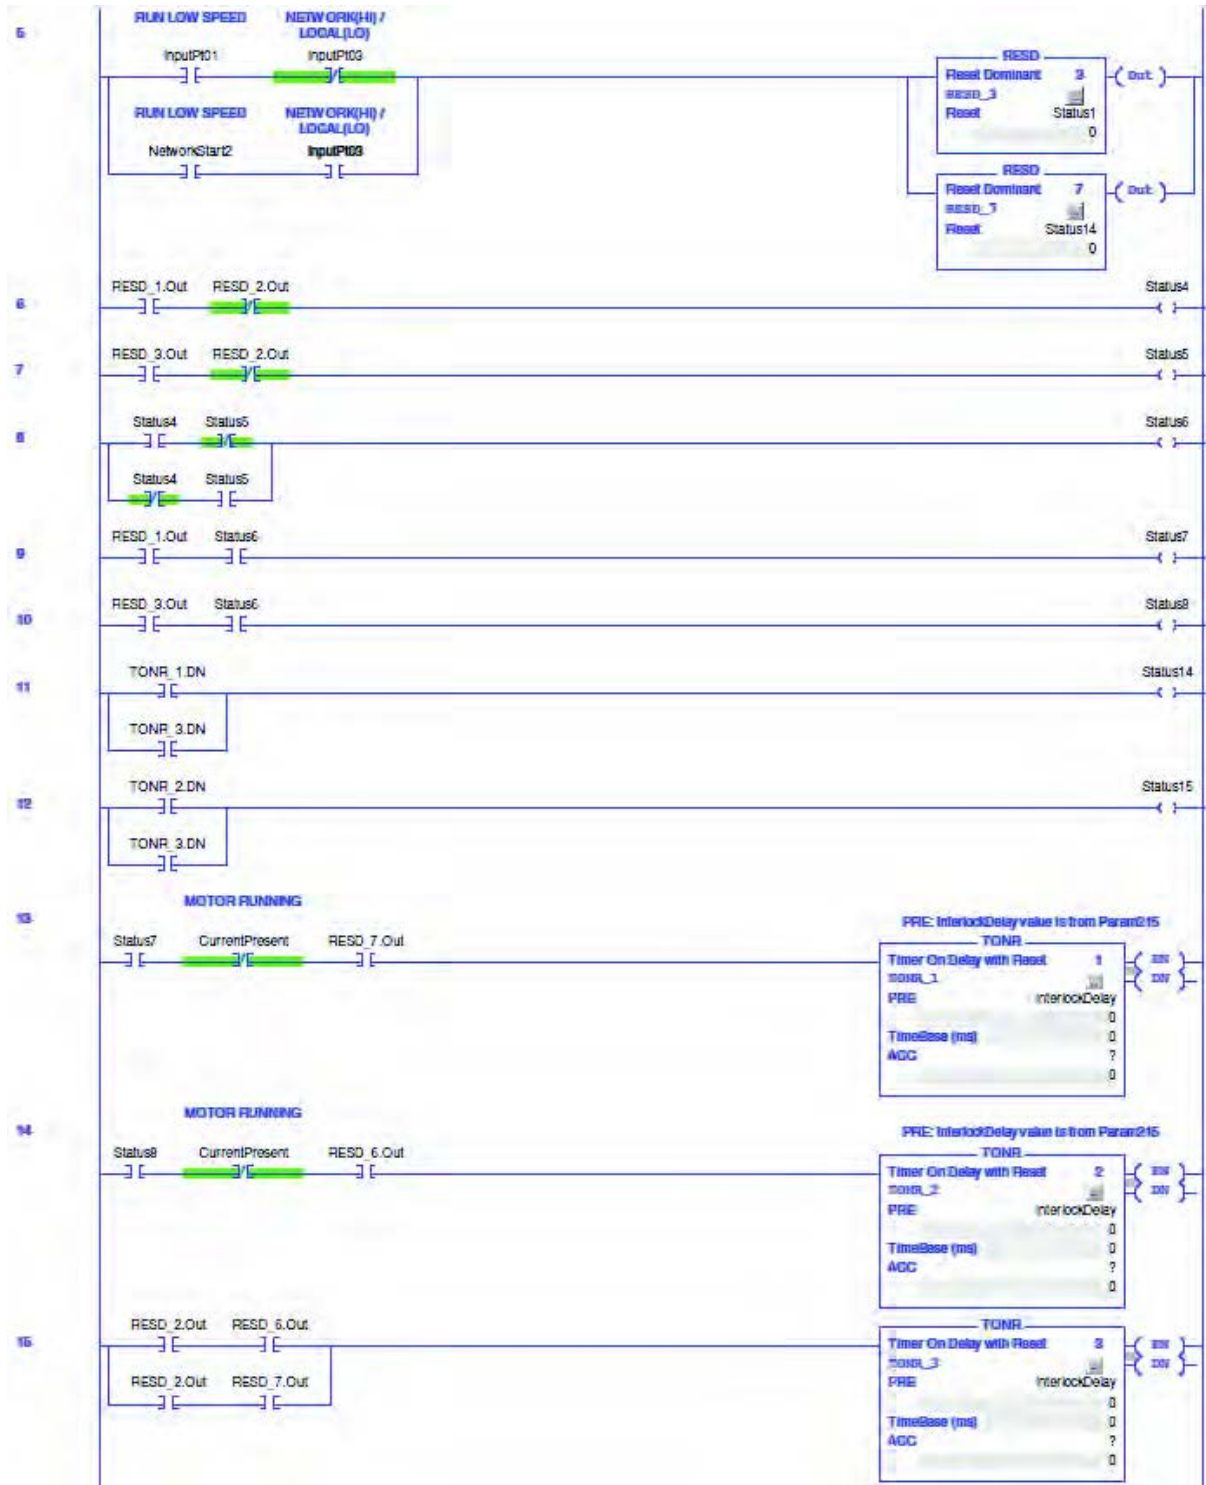 5
RUN LOW SPEED
NETWORK(HI) /
LOCAL(LO)
InputPt01
InputPt03
RUN LOW SPEED
NETWORK(HI) /
LOCAL(LO)
NetworkStart2
InputPt03
RESD
Reset Dominant 3
RESD_3
Reset Status1
0
Out
RESD
Reset Dominant 7
RESD_7
Reset Status14
0
Out
6
RESD_1.Out RESD_2.Out Status4
7
RESD_3.Out RESD_2.Out Status5
8
Status4 Status5 Status6
Status4 Status5
9
RESD_1.Out Status6 Status7
10
RESD_3.Out Status6 Status8
11
TONR_1.DN Status14
TONR_3.DN
12
TONR_2.DN Status15
TONR_3.DN
13
MOTOR RUNNING
Status7 CurrentPresent RESD_7.Out
PRE: InterlockDelay value is from Param215
TONR
Timer On Delay with Reset 1
TONR_1
PRE InterlockDelay
0
TimeBase (ms) 0
ACC ?
0
EN
DN
14
MOTOR RUNNING
Status8 CurrentPresent RESD_6.Out
PRE: InterlockDelay value is from Param215
TONR
Timer On Delay with Reset 2
TONR_2
PRE InterlockDelay
0
TimeBase (ms) 0
ACC ?
0
EN
DN
15
RESD_2.Out RESD_6.Out
RESD_2.Out RESD_7.Out
TONR
Timer On Delay with Reset 3
TONR_3
PRE InterlockDelay
0
TimeBase (ms) 0
ACC ?
0
EN
DN